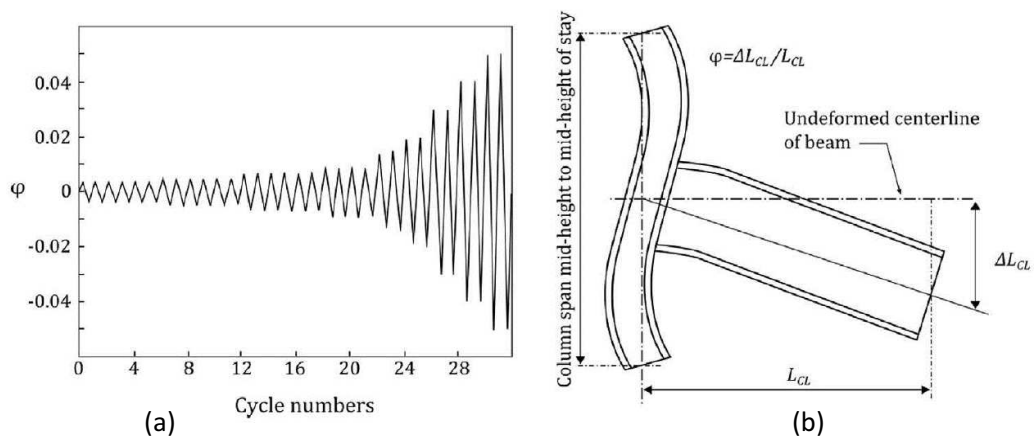 0.04
0.02
φ
0
-0.02
-0.04
0 4 8 12 16 20 24 28
Cycle numbers
(a)
Column span mid-height to mid-height of stay
φ=ΔL_CL/L_CL
Undeformed centerline
of beam
ΔL_CL
L_CL
(b)